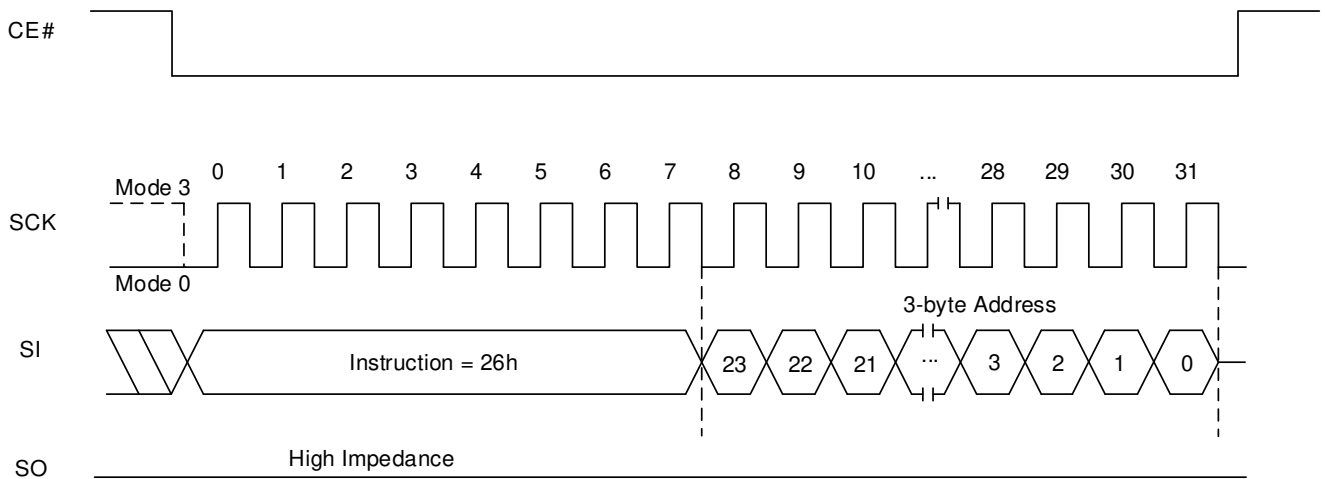 CE#
0 1 2 3 4 5 6 7 8 9 10 ... 28 29 30 31
Mode 3
SCK
Mode 0
3-byte Address
SI
Instruction = 26h 23 22 21 ... 3 2 1 0
High Impedance
SO